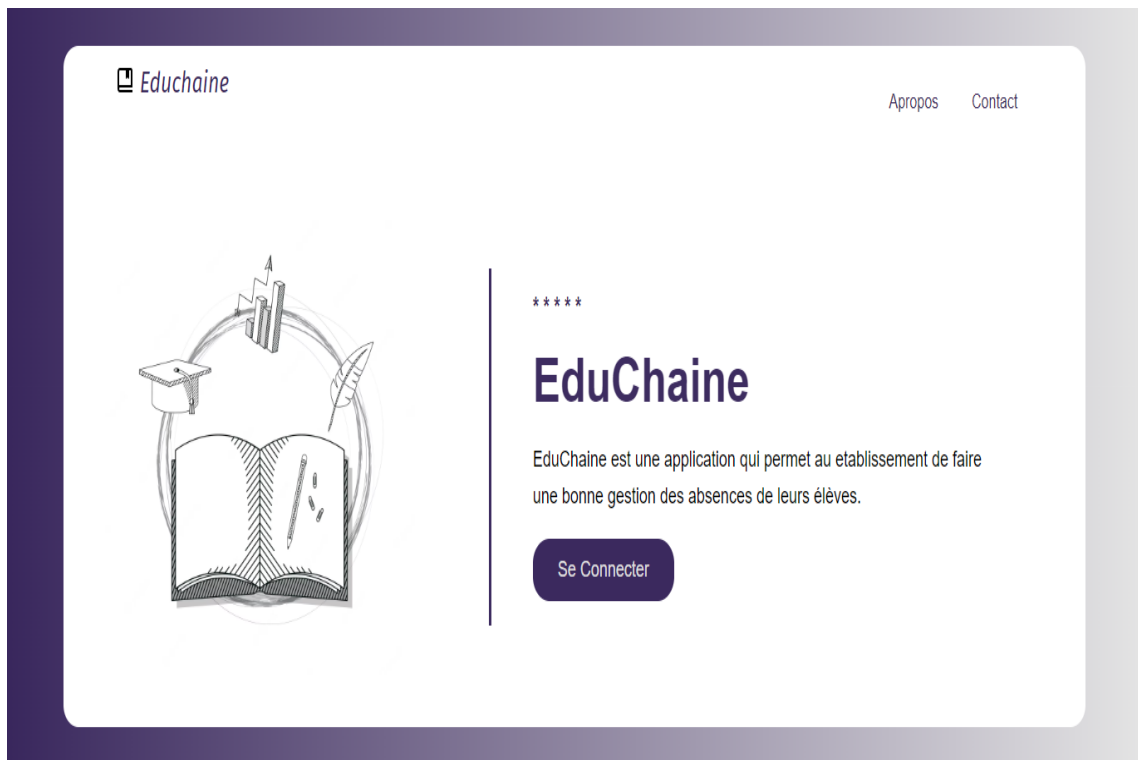 Educhaine
Apropos Contact
* * * * *
EduChaine
EduChaine est une application qui permet au etablissement de faire
une bonne gestion des absences de leurs élèves.
Se Connecter